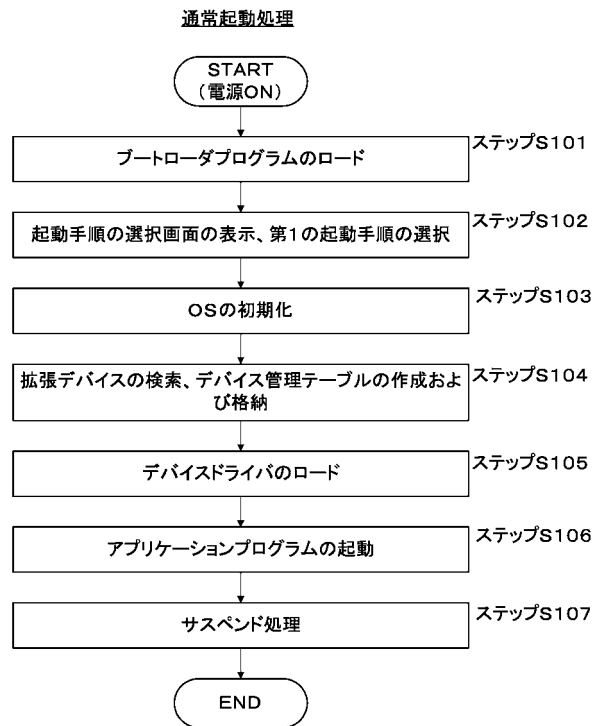 通常起動処理
START
(電源ON)
ステップS101
ブートローダプログラムのロード
ステップS102
起動手順の選択画面の表示、第1の起動手順の選択
ステップS103
OSの初期化
ステップS104
拡張デバイスの検索、デバイス管理テーブルの作成およ
び格納
ステップS105
デバイスドライバのロード
ステップS106
アプリケーションプログラムの起動
ステップS107
サスペンド処理
END